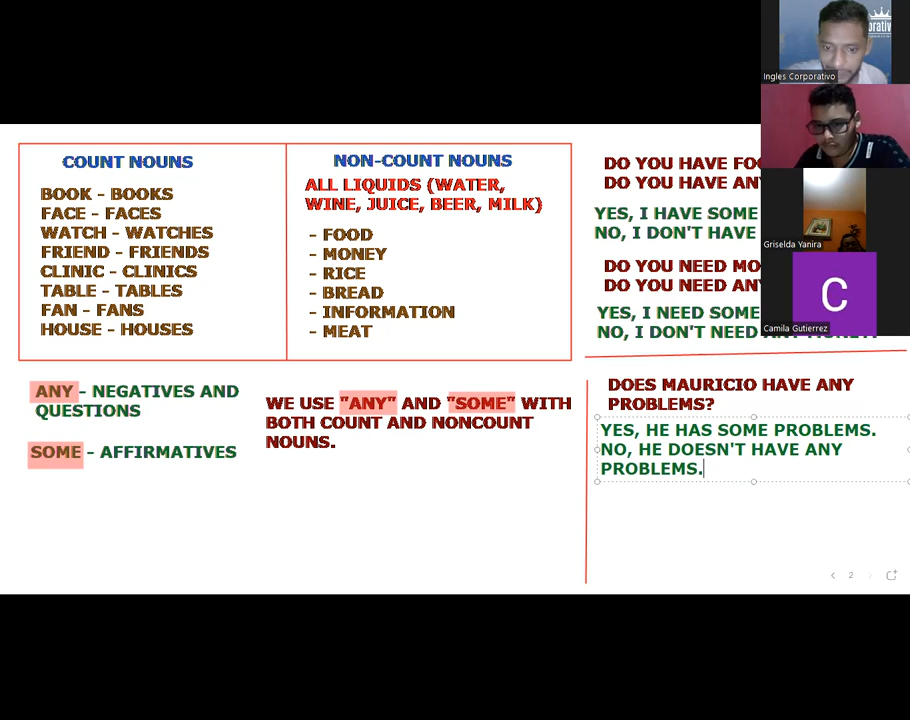 COUNT NOUNS
BOOK - BOOKS
FACE - FACES
WATCH - WATCHES
FRIEND - FRIENDS
CLINIC - CLINICS
TABLE - TABLES
FAN - FANS
HOUSE - HOUSES
NON-COUNT NOUNS
ALL LIQUIDS (WATER,
WINE, JUICE, BEER, MILK)
- FOOD
- MONEY
- RICE
- BREAD
- INFORMATION
- MEAT
DO YOU HAVE
DO YOU HAVE
YES, I HAVE SOME
NO, I DON'T HAVE
DO YOU NEED
DO YOU NEED
YES, I NEED SOME
NO, I DON'T NEED
ANY - NEGATIVES AND
QUESTIONS
SOME - AFFIRMATIVES
WE USE "ANY" AND "SOME" WITH
BOTH COUNT AND NONCOUNT
NOUNS.
DOES MAURICIO HAVE ANY
PROBLEMS?
YES, HE HAS SOME PROBLEMS.
NO, HE DOESN'T HAVE ANY
PROBLEMS.
2
Ingles Corporativo
Griselda Yanira
C
Camila Gutierrez